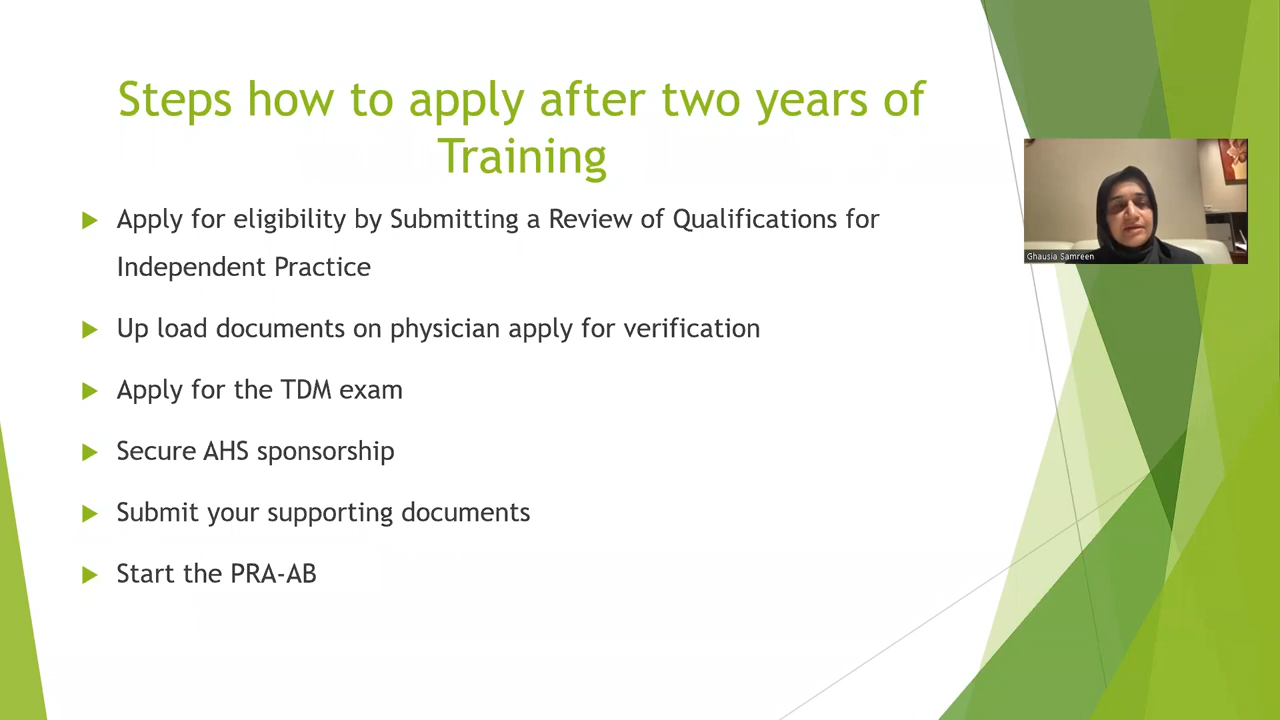 Steps how to apply after two years of
Training
Apply for eligibility by Submitting a Review of Qualifications for
Independent Practice
Up load documents on physician apply for verification
Apply for the TDM exam
Secure AHS sponsorship
Submit your supporting documents
Start the PRA-AB
Ghausia Samreen